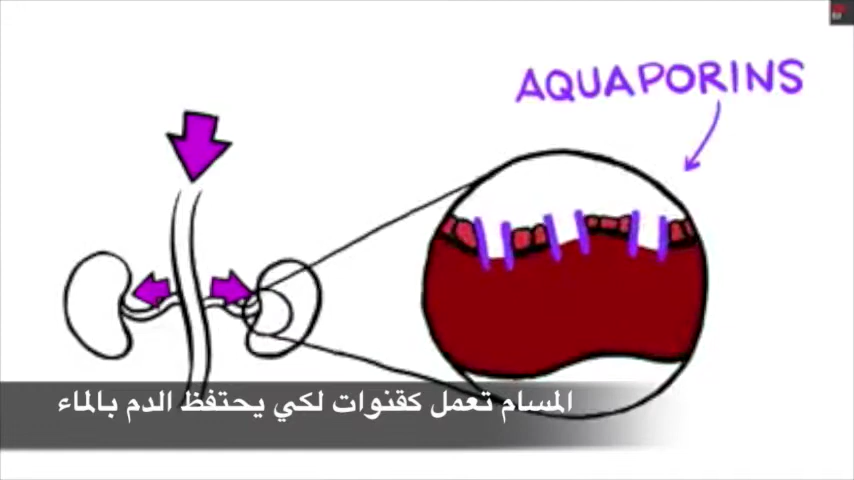 AQUAPORINS
المسام تعمل كقنوات لكي يحتفظ الدم بالماء